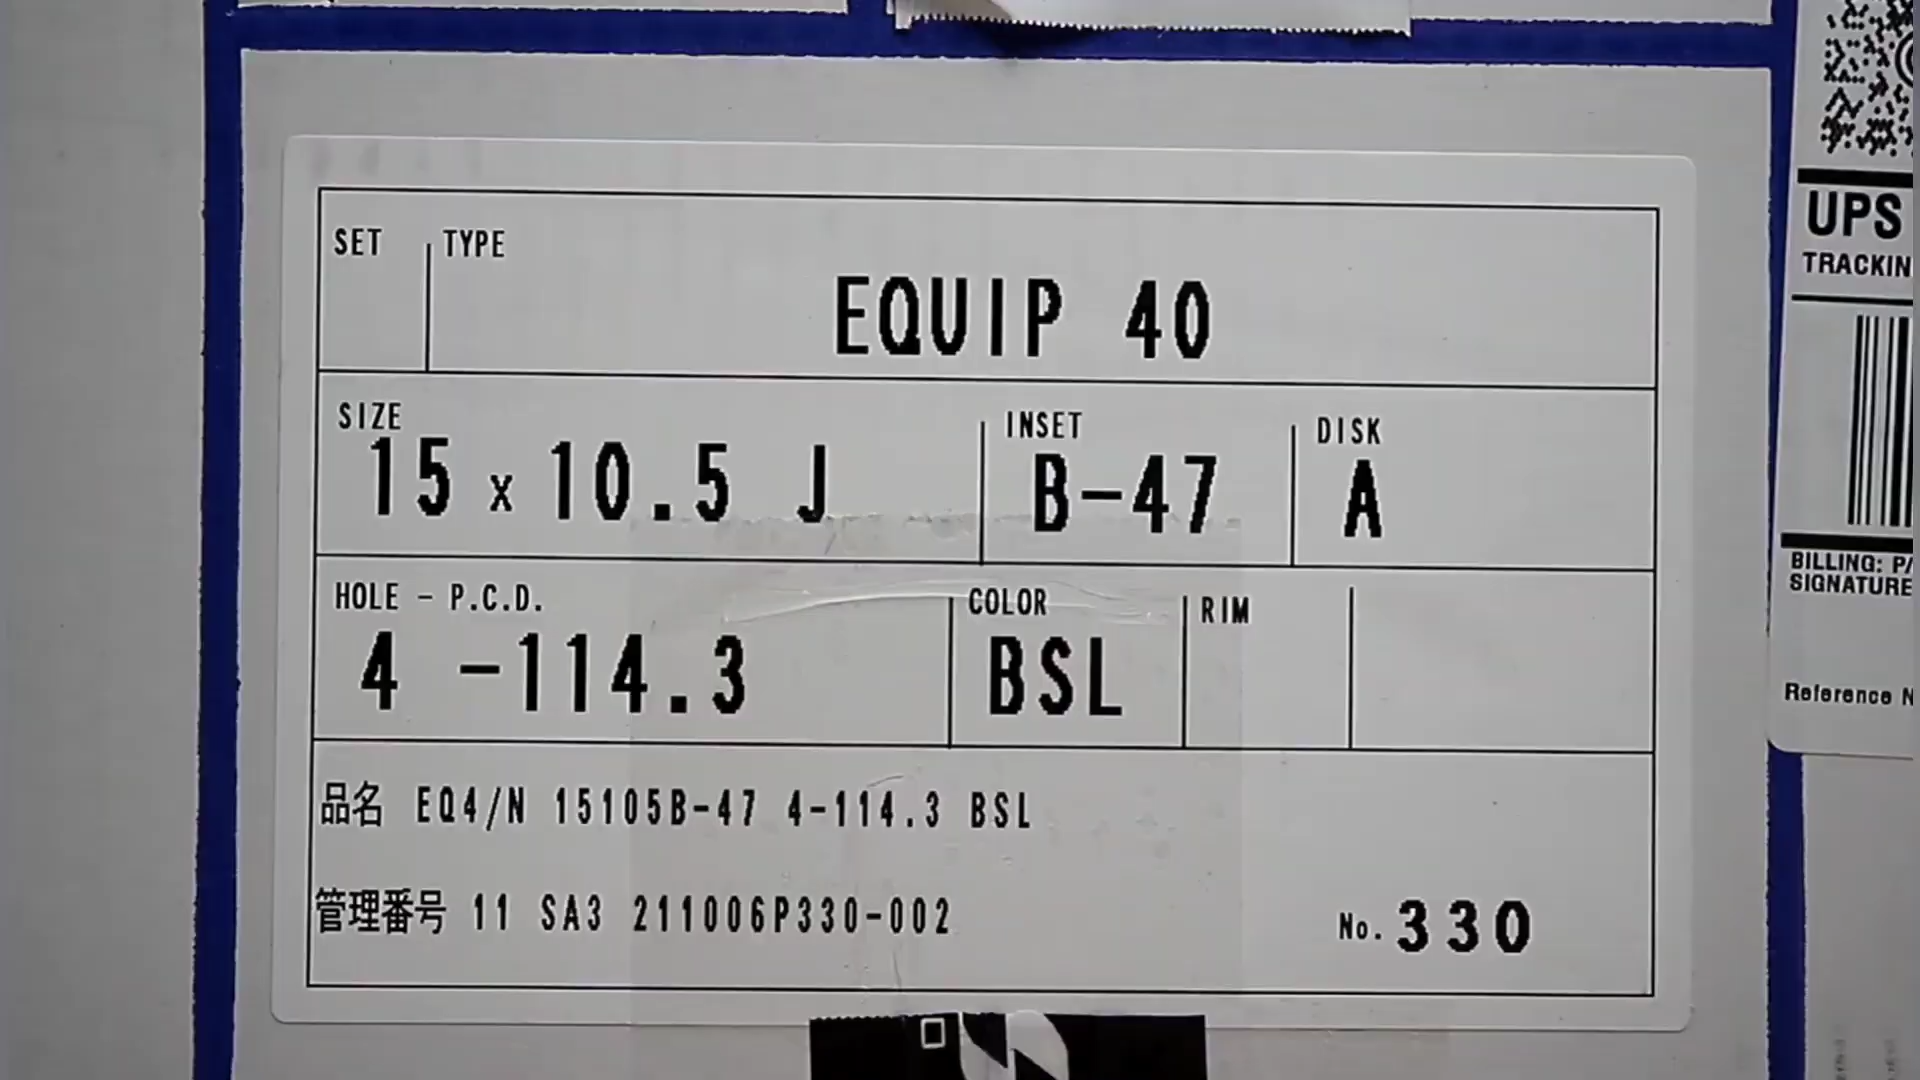 SET TYPE
EQUIP 40
SIZE INSET DISK
15 x 10.5 J B-47 A
HOLE - P.C.D. COLOR RIM
4 -114.3 BSL
品名 EQ4/N 15105B-47 4-114.3 BSL
管理番号 11 SA3 211006P330-002 No. 330
UPS
TRACKIN
BILLING: P/
SIGNATURE
Reference N